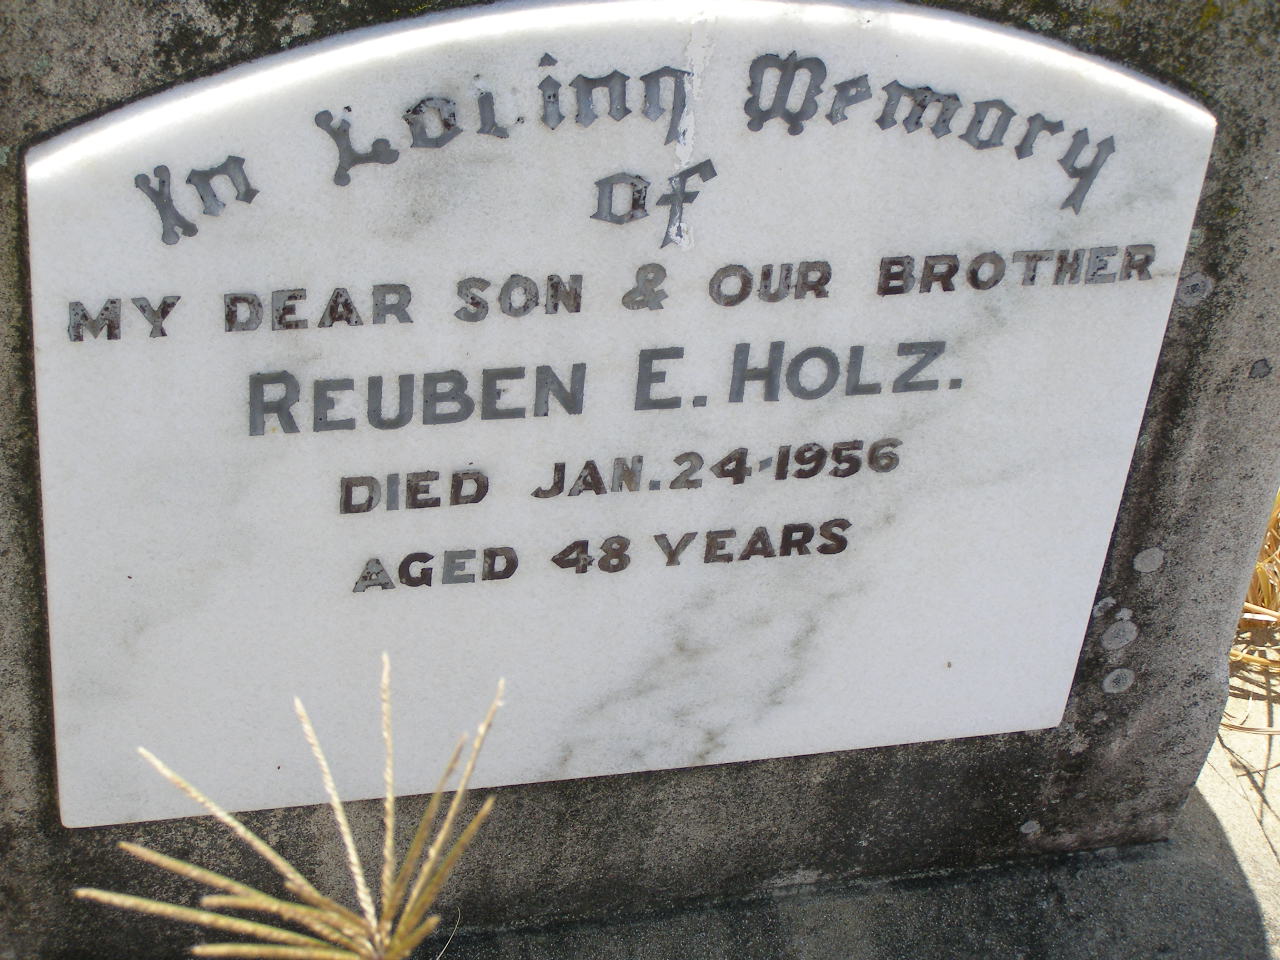 In Loving Memory
of
MY DEAR SON & OUR BROTHER
REUBEN E. HOLZ.
DIED JAN. 24-1956
AGED 48 YEARS